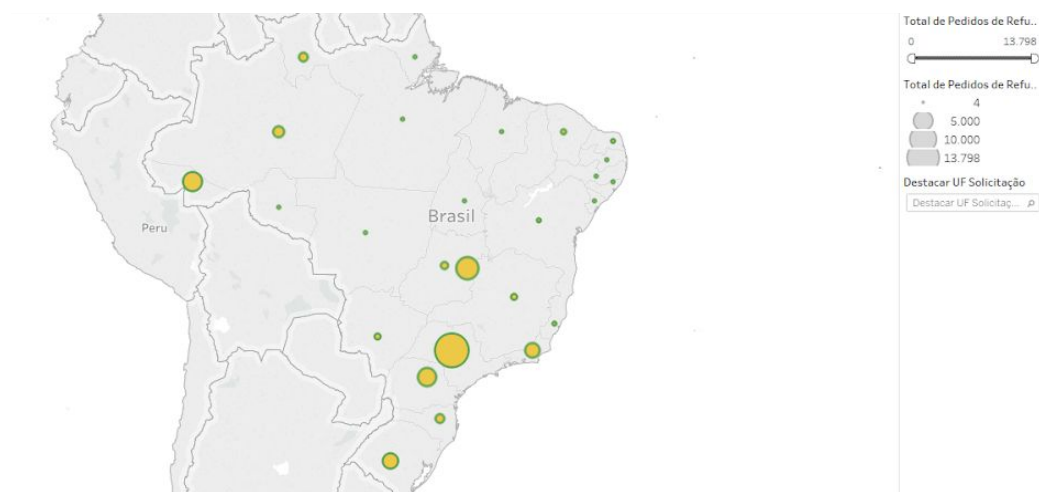 Brasil
Peru
Total de Pedidos de Refu..
0 13.798
Total de Pedidos de Refu..
4
5.000
10.000
13.798
Destacar UF Solicitação
Destacar UF Solicitaç...